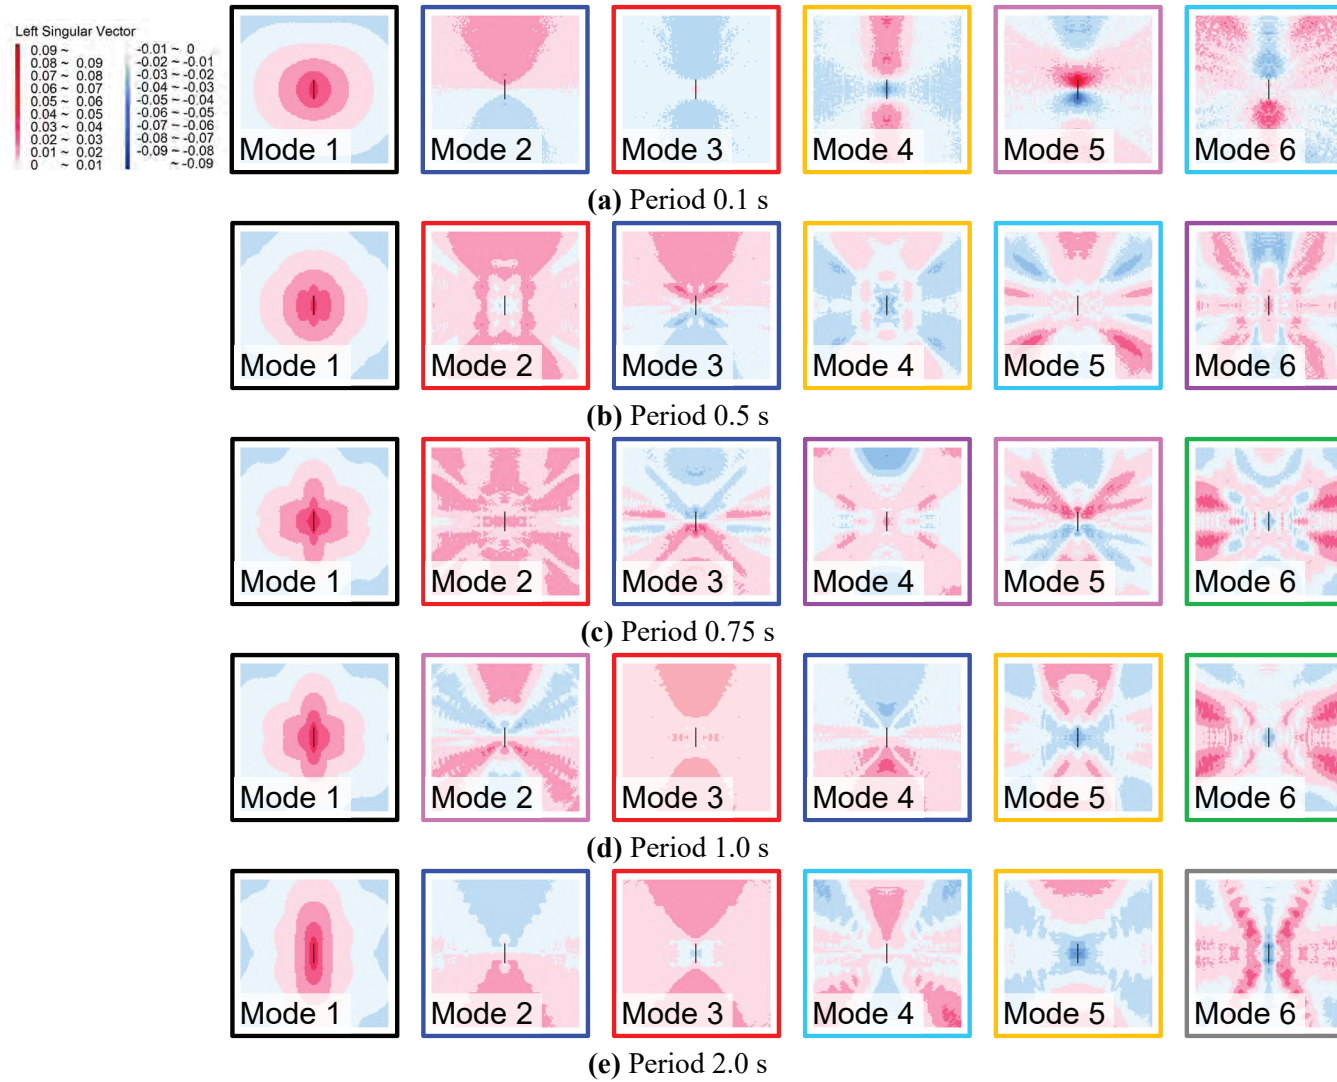 Left Singular Vector
0.09 ~
0.08 ~ 0.09
0.07 ~ 0.08
0.06 ~ 0.07
0.05 ~ 0.06
0.04 ~ 0.05
0.03 ~ 0.04
0.02 ~ 0.03
0.01 ~ 0.02
0 ~ 0.01
-0.01 ~ 0
-0.02 ~ -0.01
-0.03 ~ -0.02
-0.04 ~ -0.03
-0.05 ~ -0.04
-0.06 ~ -0.05
-0.07 ~ -0.06
-0.08 ~ -0.07
-0.09 ~ -0.08
~ -0.09
Mode 1 Mode 2 Mode 3 Mode 4 Mode 5 Mode 6
(a) Period 0.1 s
Mode 1 Mode 2 Mode 3 Mode 4 Mode 5 Mode 6
(b) Period 0.5 s
Mode 1 Mode 2 Mode 3 Mode 4 Mode 5 Mode 6
(c) Period 0.75 s
Mode 1 Mode 2 Mode 3 Mode 4 Mode 5 Mode 6
(d) Period 1.0 s
Mode 1 Mode 2 Mode 3 Mode 4 Mode 5 Mode 6
(e) Period 2.0 s